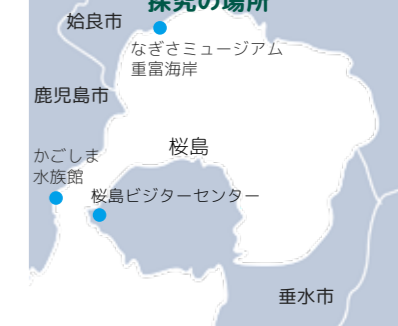 探究の場所
姶良市
なぎさミュージアム
重富海岸
鹿児島市
桜島
かごしま
水族館
桜島ビジターセンター
垂水市